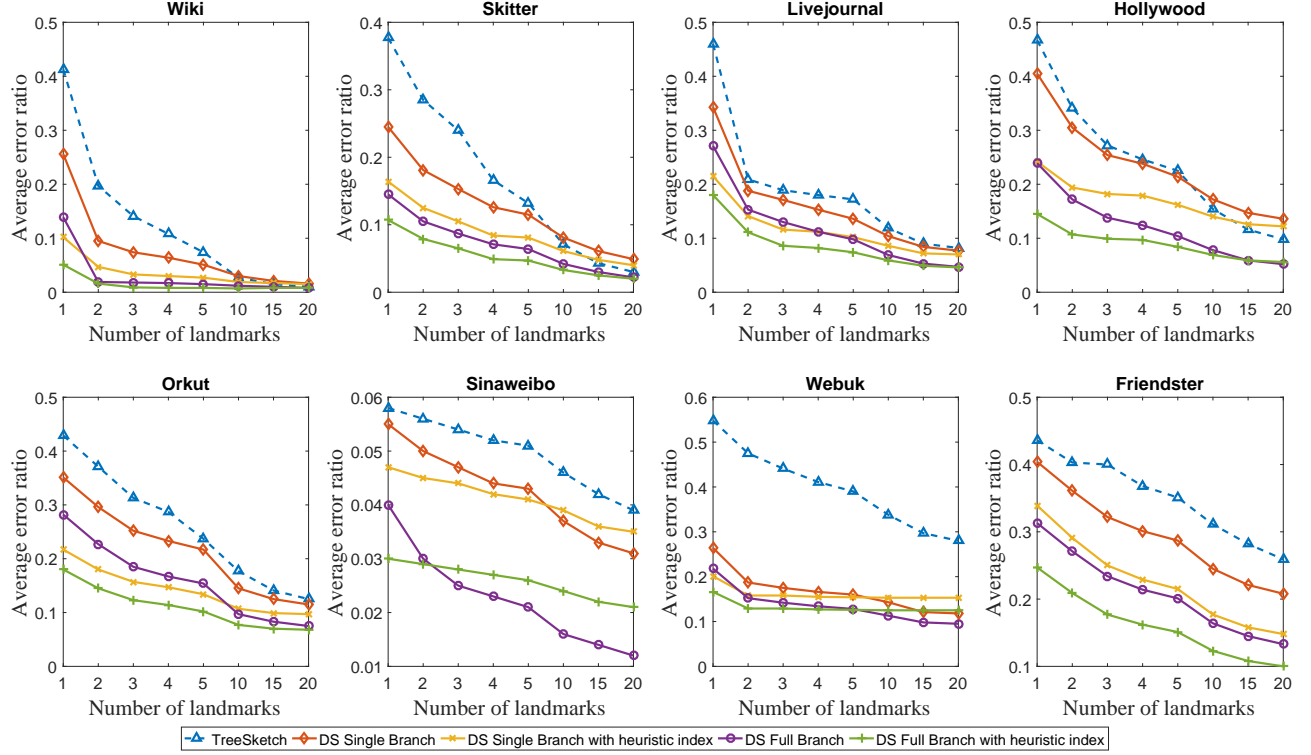 Wiki
0.5
0.4
0.3
0.2
0.1
0
Average error ratio
1 2 3 4 5 10 15 20
Number of landmarks
Skitter
0.4
0.3
0.2
0.1
0
Average error ratio
1 2 3 4 5 10 15 20
Number of landmarks
Livejournal
0.5
0.4
0.3
0.2
0.1
0
Average error ratio
1 2 3 4 5 10 15 20
Number of landmarks
Hollywood
0.5
0.4
0.3
0.2
0.1
0
Average error ratio
1 2 3 4 5 10 15 20
Number of landmarks
Orkut
0.5
0.4
0.3
0.2
0.1
0
Average error ratio
1 2 3 4 5 10 15 20
Number of landmarks
Sinaweibo
0.06
0.05
0.04
0.03
0.02
0.01
Average error ratio
1 2 3 4 5 10 15 20
Number of landmarks
Webuk
0.6
0.5
0.4
0.3
0.2
0.1
0
Average error ratio
1 2 3 4 5 10 15 20
Number of landmarks
Friendster
0.5
0.4
0.3
0.2
0.1
Average error ratio
1 2 3 4 5 10 15 20
Number of landmarks
TreeSketch DS Single Branch DS Single Branch with heuristic index DS Full Branch DS Full Branch with heuristic index